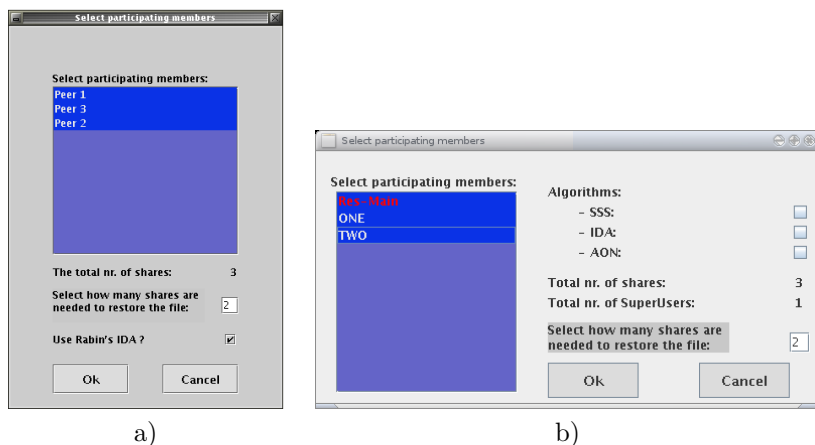 Select participating members
Select participating members:
Peer 1
Peer 3
Peer 2
The total nr. of shares: 3
Select how many shares are
needed to restore the file: 2
Use Rabin's IDA ?
Ok Cancel
a)
Select participating members
Select participating members:
Res-Main
ONE
TWO
Algorithms:
- SSS:
- IDA:
- AON:
Total nr. of shares: 3
Total nr. of SuperUsers: 1
Select how many shares are
needed to restore the file: 2
Ok Cancel
b)